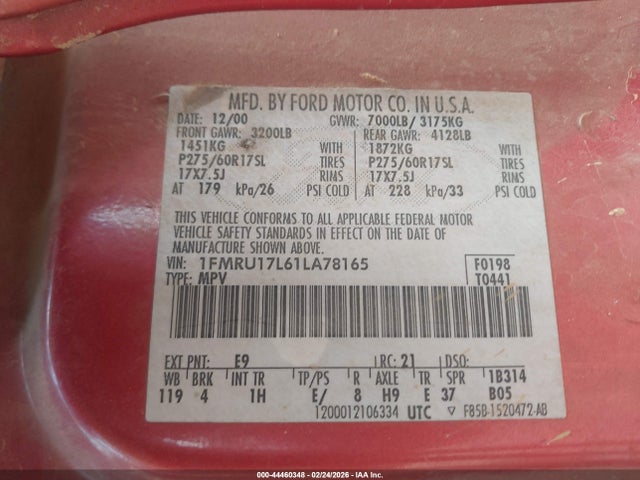 MFD. BY FORD MOTOR CO. IN U.S.A.
DATE: 12/00 GVWR: 7000LB/ 3175KG
FRONT GAWR: 3200LB REAR GAWR: 4128LB
1451KG WITH 1872KG WITH
P275/60R17SL TIRES P275/60R17SL TIRES
17X7.5J RIMS 17X7.5J RIMS
AT 179 kPa/26 PSI COLD AT 228 kPa/33 PSI COLD
THIS VEHICLE CONFORMS TO ALL APPLICABLE FEDERAL MOTOR
VEHICLE SAFETY STANDARDS IN EFFECT ON THE DATE OF
MANUFACTURE SHOWN ABOVE.
VIN: 1FMRU17L61LA78165 F0198
TYPE: MPV T0441
EXT PNT: E9 RC: 21 DSO:
WB BRK INT TR TP/PS R AXLE TR SPR 1B314
119 4 1H E/ 8 H9 E 37 B05
1200012106334 UTC ▽ F85B-1520472-AB
000-44460348 - 02/24/2026 - IAA Inc.